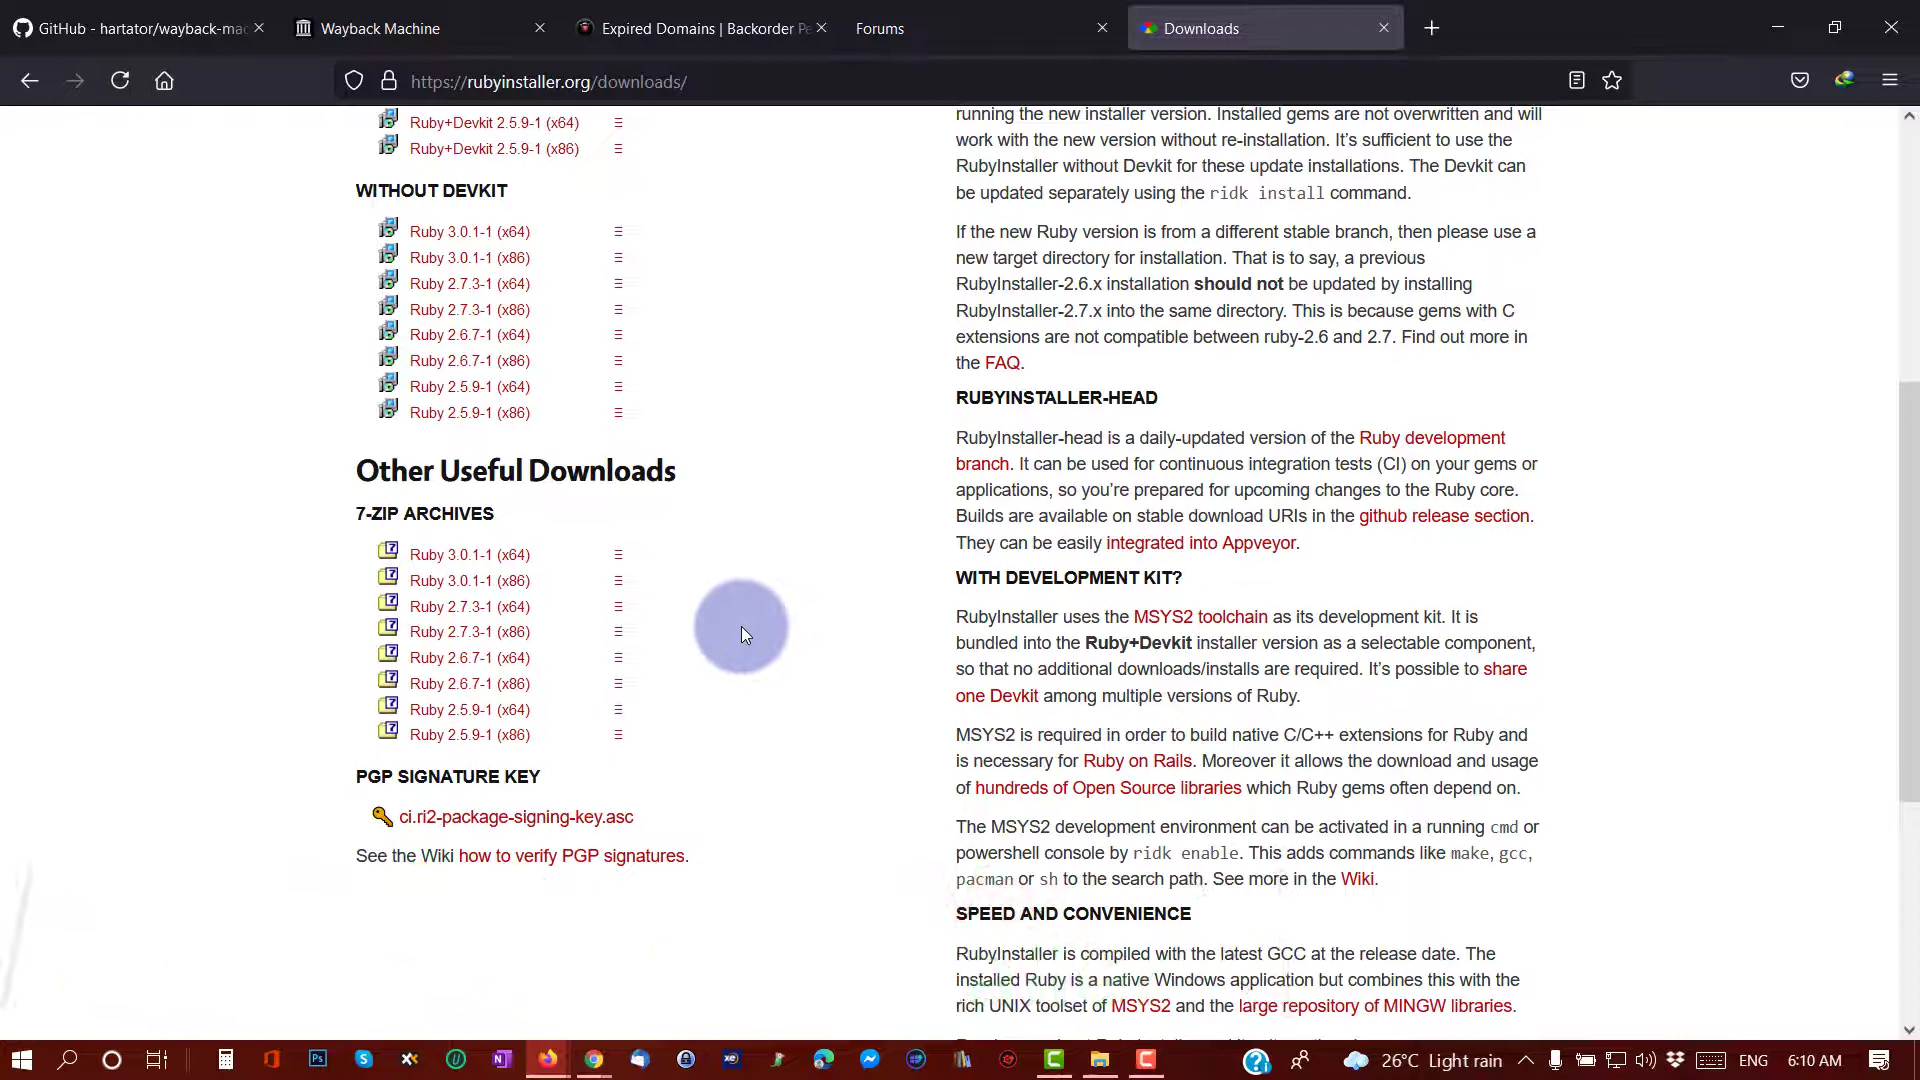 GitHub - hartator/wayback-mac
Wayback Machine
Expired Domains | Backorder Pe
Forums
Downloads
https://rubyinstaller.org/downloads/
Ruby+Devkit 2.5.9-1 (x64)
Ruby+Devkit 2.5.9-1 (x86)
WITHOUT DEVKIT
Ruby 3.0.1-1 (x64)
Ruby 3.0.1-1 (x86)
Ruby 2.7.3-1 (x64)
Ruby 2.7.3-1 (x86)
Ruby 2.6.7-1 (x64)
Ruby 2.6.7-1 (x86)
Ruby 2.5.9-1 (x64)
Ruby 2.5.9-1 (x86)
Other Useful Downloads
7-ZIP ARCHIVES
Ruby 3.0.1-1 (x64)
Ruby 3.0.1-1 (x86)
Ruby 2.7.3-1 (x64)
Ruby 2.7.3-1 (x86)
Ruby 2.6.7-1 (x64)
Ruby 2.6.7-1 (x86)
Ruby 2.5.9-1 (x64)
Ruby 2.5.9-1 (x86)
PGP SIGNATURE KEY
ci.ri2-package-signing-key.asc
See the Wiki how to verify PGP signatures.
running the new installer version. Installed gems are not overwritten and will
work with the new version without re-installation. It's sufficient to use the
RubyInstaller without Devkit for these update installations. The Devkit can
be updated separately using the ridk install command.
If the new Ruby version is from a different stable branch, then please use a
new target directory for installation. That is to say, a previous
RubyInstaller-2.6.x installation should not be updated by installing
RubyInstaller-2.7.x into the same directory. This is because gems with C
extensions are not compatible between ruby-2.6 and 2.7. Find out more in
the FAQ.
RUBYINSTALLER-HEAD
RubyInstaller-head is a daily-updated version of the Ruby development
branch. It can be used for continuous integration tests (CI) on your gems or
applications, so you're prepared for upcoming changes to the Ruby core.
Builds are available on stable download URIs in the github release section.
They can be easily integrated into Appveyor.
WITH DEVELOPMENT KIT?
RubyInstaller uses the MSYS2 toolchain as its development kit. It is
bundled into the Ruby+Devkit installer version as a selectable component,
so that no additional downloads/installs are required. It's possible to share
one Devkit among multiple versions of Ruby.
MSYS2 is required in order to build native C/C++ extensions for Ruby and
is necessary for Ruby on Rails. Moreover it allows the download and usage
of hundreds of Open Source libraries which Ruby gems often depend on.
The MSYS2 development environment can be activated in a running cmd or
powershell console by ridk enable. This adds commands like make, gcc,
pacman or sh to the search path. See more in the Wiki.
SPEED AND CONVENIENCE
RubyInstaller is compiled with the latest GCC at the release date. The
installed Ruby is a native Windows application but combines this with the
rich UNIX toolset of MSYS2 and the large repository of MINGW libraries.
26°C Light rain
ENG
6:10 AM